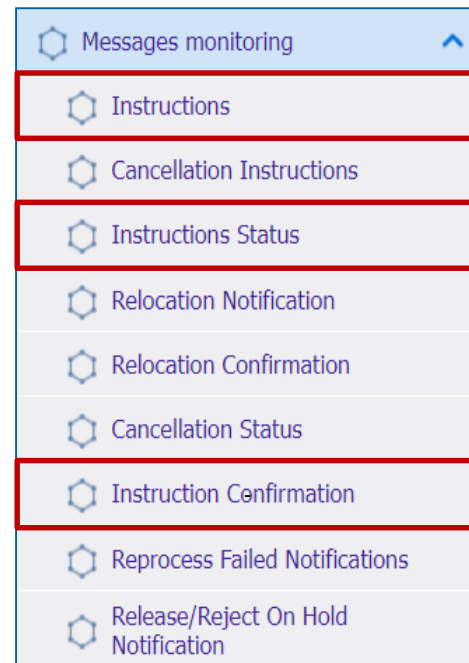 Messages monitoring
Instructions
Cancellation Instructions
Instructions Status
Relocation Notification
Relocation Confirmation
Cancellation Status
Instruction Confirmation
Reprocess Failed Notifications
Release/Reject On Hold
Notification